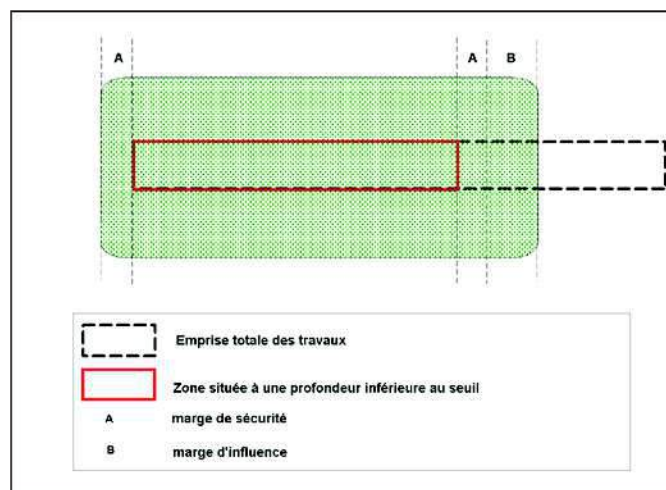 A A B
Emprise totale des travaux
Zone située à une profondeur inférieure au seuil
A marge de sécurité
B marge d'influence